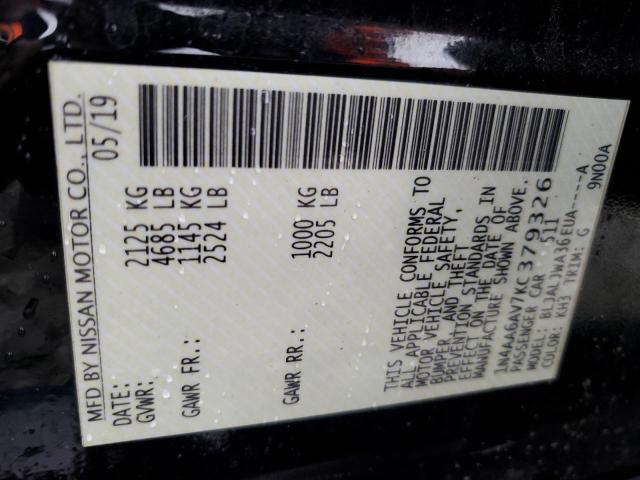 MFD BY NISSAN MOTOR CO., LTD.
DATE: 05/19
GVWR: 2125 KG
4685 LB
GAWR FR.: 1145 KG
2524 LB
GAWR RR.: 1000 KG
2205 LB
THIS VEHICLE CONFORMS TO
ALL APPLICABLE FEDERAL
MOTOR VEHICLE SAFETY,
BUMPER, AND THEFT
PREVENTION STANDARDS IN
EFFECT ON THE DATE OF
MANUFACTURE SHOWN ABOVE.
1N4AA6AV7KC379326
PASSENGER CAR 511
MODEL: BLJALJWA36EUA----A
COLOR: KH3 TRIM: G 9N00A